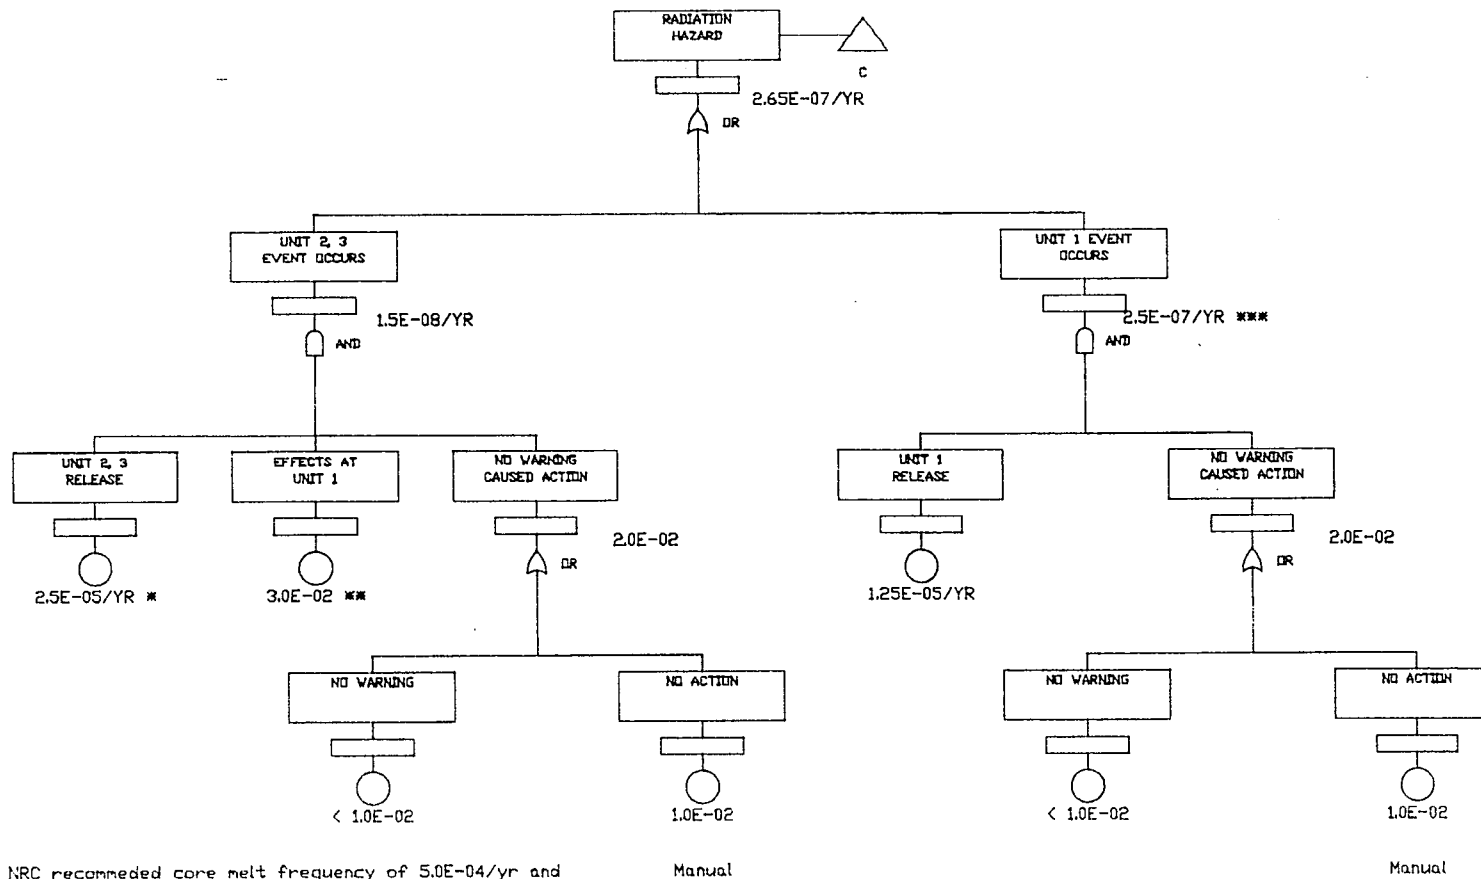 RADIATION
HAZARD
C
2.65E-07/YR
OR
UNIT 2, 3
EVENT OCCURS
UNIT 1 EVENT
OCCURS
1.5E-08/YR
2.5E-07/YR ***
AND
AND
UNIT 2, 3
RELEASE
EFFECTS AT
UNIT 1
NO WARNING
CAUSED ACTION
UNIT 1
RELEASE
NO WARNING
CAUSED ACTION
2.0E-02
2.0E-02
OR
OR
2.5E-05/YR *
3.0E-02 **
1.25E-05/YR
NO WARNING
NO ACTION
NO WARNING
NO ACTION
< 1.0E-02
1.0E-02
< 1.0E-02
1.0E-02
NRC recommeded core melt frequency of 5.0E-04/yr and
Manual
Manual